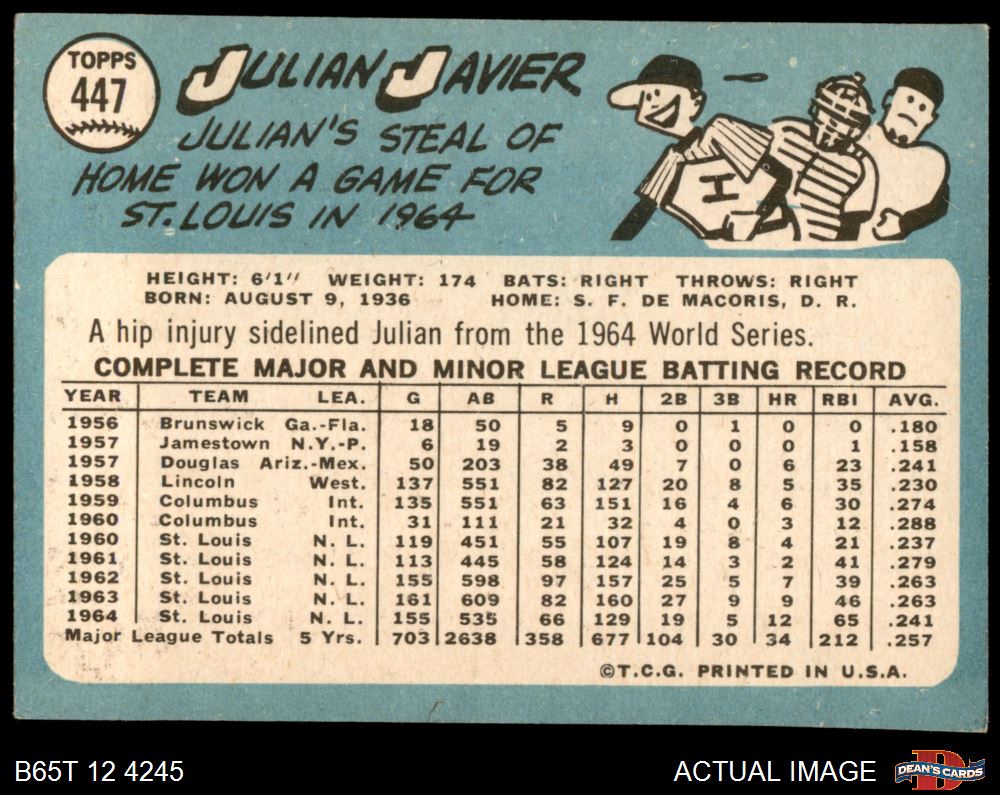 TOPPS
447
JULIAN JAVIER
JULIAN'S STEAL OF
HOME WON A GAME FOR
ST. LOUIS IN 1964
H
HEIGHT: 6'1" WEIGHT: 174 BATS: RIGHT THROWS: RIGHT
BORN: AUGUST 9, 1936 HOME: S. F. DE MACORIS, D. R.
A hip injury sidelined Julian from the 1964 World Series.
COMPLETE MAJOR AND MINOR LEAGUE BATTING RECORD
YEAR TEAM LEA. G AB R H 2B 3B HR RBI AVG.
1956 Brunswick Ga.-Fla. 18 50 5 9 0 1 0 0 .180
1957 Jamestown N.Y.-P. 6 19 2 3 0 0 0 1 .158
1957 Douglas Ariz.-Mex. 50 203 38 49 7 0 6 23 .241
1958 Lincoln West. 137 551 82 127 20 8 5 35 .230
1959 Columbus Int. 135 551 63 151 16 4 6 30 .274
1960 Columbus Int. 31 111 21 32 4 0 3 12 .288
1960 St. Louis N. L. 119 451 55 107 19 8 4 21 .237
1961 St. Louis N. L. 113 445 58 124 14 3 2 41 .279
1962 St. Louis N. L. 155 598 97 157 25 5 7 39 .263
1963 St. Louis N. L. 161 609 82 160 27 9 9 46 .263
1964 St. Louis N. L. 155 535 66 129 19 5 12 65 .241
Major League Totals 5 Yrs. 703 2638 358 677 104 30 34 212 .257
©T.C.G. PRINTED IN U.S.A.
B65T 12 4245
ACTUAL IMAGE
D
DEAN'S CARDS